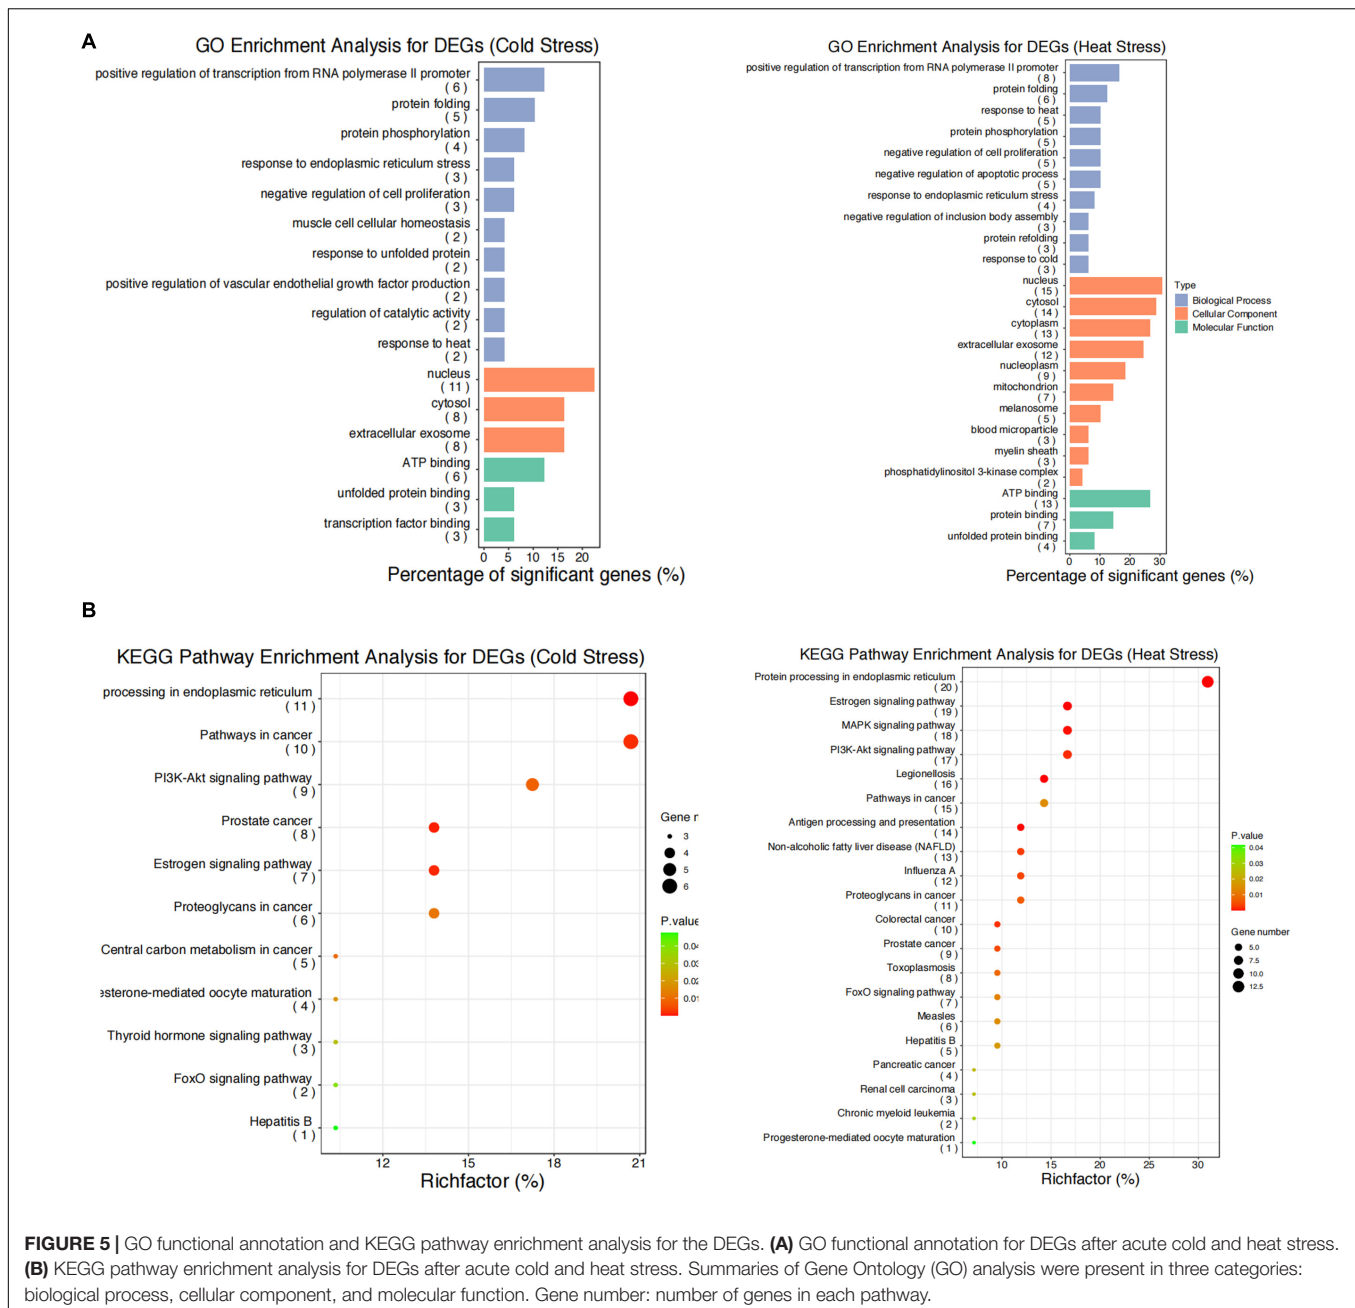 A
GO Enrichment Analysis for DEGs (Cold Stress)
positive regulation of transcription from RNA polymerase II promoter
( 6 )
protein folding
( 5 )
protein phosphorylation
( 4 )
response to endoplasmic reticulum stress
( 3 )
negative regulation of cell proliferation
( 3 )
muscle cell cellular homeostasis
( 2 )
response to unfolded protein
( 2 )
positive regulation of vascular endothelial growth factor production
( 2 )
regulation of catalytic activity
( 2 )
response to heat
( 2 )
nucleus
( 11 )
cytosol
( 8 )
extracellular exosome
( 8 )
ATP binding
( 6 )
unfolded protein binding
( 3 )
transcription factor binding
( 3 )
0 5 10 15 20
Percentage of significant genes (%)
GO Enrichment Analysis for DEGs (Heat Stress)
positive regulation of transcription from RNA polymerase II promoter
( 8 )
protein folding
( 6 )
response to heat
( 5 )
protein phosphorylation
( 5 )
negative regulation of cell proliferation
( 5 )
negative regulation of apoptotic process
( 5 )
response to endoplasmic reticulum stress
( 4 )
negative regulation of inclusion body assembly
( 3 )
protein refolding
( 3 )
response to cold
( 3 )
nucleus
( 15 )
cytosol
( 14 )
cytoplasm
( 13 )
extracellular exosome
( 12 )
nucleoplasm
( 9 )
mitochondrion
( 7 )
melanosome
( 5 )
blood microparticle
( 3 )
myelin sheath
( 3 )
phosphatidylinositol 3-kinase complex
( 2 )
ATP binding
( 13 )
protein binding
( 7 )
unfolded protein binding
( 4 )
0 10 20 30
Percentage of significant genes (%)
Type
Biological Process
Cellular Component
Molecular Function
B
KEGG Pathway Enrichment Analysis for DEGs (Cold Stress)
processing in endoplasmic reticulum
( 11 )
Pathways in cancer
( 10 )
PI3K-Akt signaling pathway
( 9 )
Prostate cancer
( 8 )
Estrogen signaling pathway
( 7 )
Proteoglycans in cancer
( 6 )
Central carbon metabolism in cancer
( 5 )
esterone-mediated oocyte maturation
( 4 )
Thyroid hormone signaling pathway
( 3 )
FoxO signaling pathway
( 2 )
Hepatitis B
( 1 )
12 15 18 21
Richfactor (%)
Gene r
3
4
5
6
P.value
0.04
0.03
0.02
0.01
KEGG Pathway Enrichment Analysis for DEGs (Heat Stress)
Protein processing in endoplasmic reticulum
( 20 )
Estrogen signaling pathway
( 19 )
MAPK signaling pathway
( 18 )
PI3K-Akt signaling pathway
( 17 )
Legionellosis
( 16 )
Pathways in cancer
( 15 )
Antigen processing and presentation
( 14 )
Non-alcoholic fatty liver disease (NAFLD)
( 13 )
Influenza A
( 12 )
Proteoglycans in cancer
( 11 )
Colorectal cancer
( 10 )
Prostate cancer
( 9 )
Toxoplasmosis
( 8 )
FoxO signaling pathway
( 7 )
Measles
( 6 )
Hepatitis B
( 5 )
Pancreatic cancer
( 4 )
Renal cell carcinoma
( 3 )
Chronic myeloid leukemia
( 2 )
Progesterone-mediated oocyte maturation
( 1 )
10 15 20 25 30
Richfactor (%)
P.value
0.04
0.03
0.02
0.01
Gene number
5.0
7.5
10.0
12.5
FIGURE 5 | GO functional annotation and KEGG pathway enrichment analysis for the DEGs. (A) GO functional annotation for DEGs after acute cold and heat stress.
(B) KEGG pathway enrichment analysis for DEGs after acute cold and heat stress. Summaries of Gene Ontology (GO) analysis were present in three categories:
biological process, cellular component, and molecular function. Gene number: number of genes in each pathway.